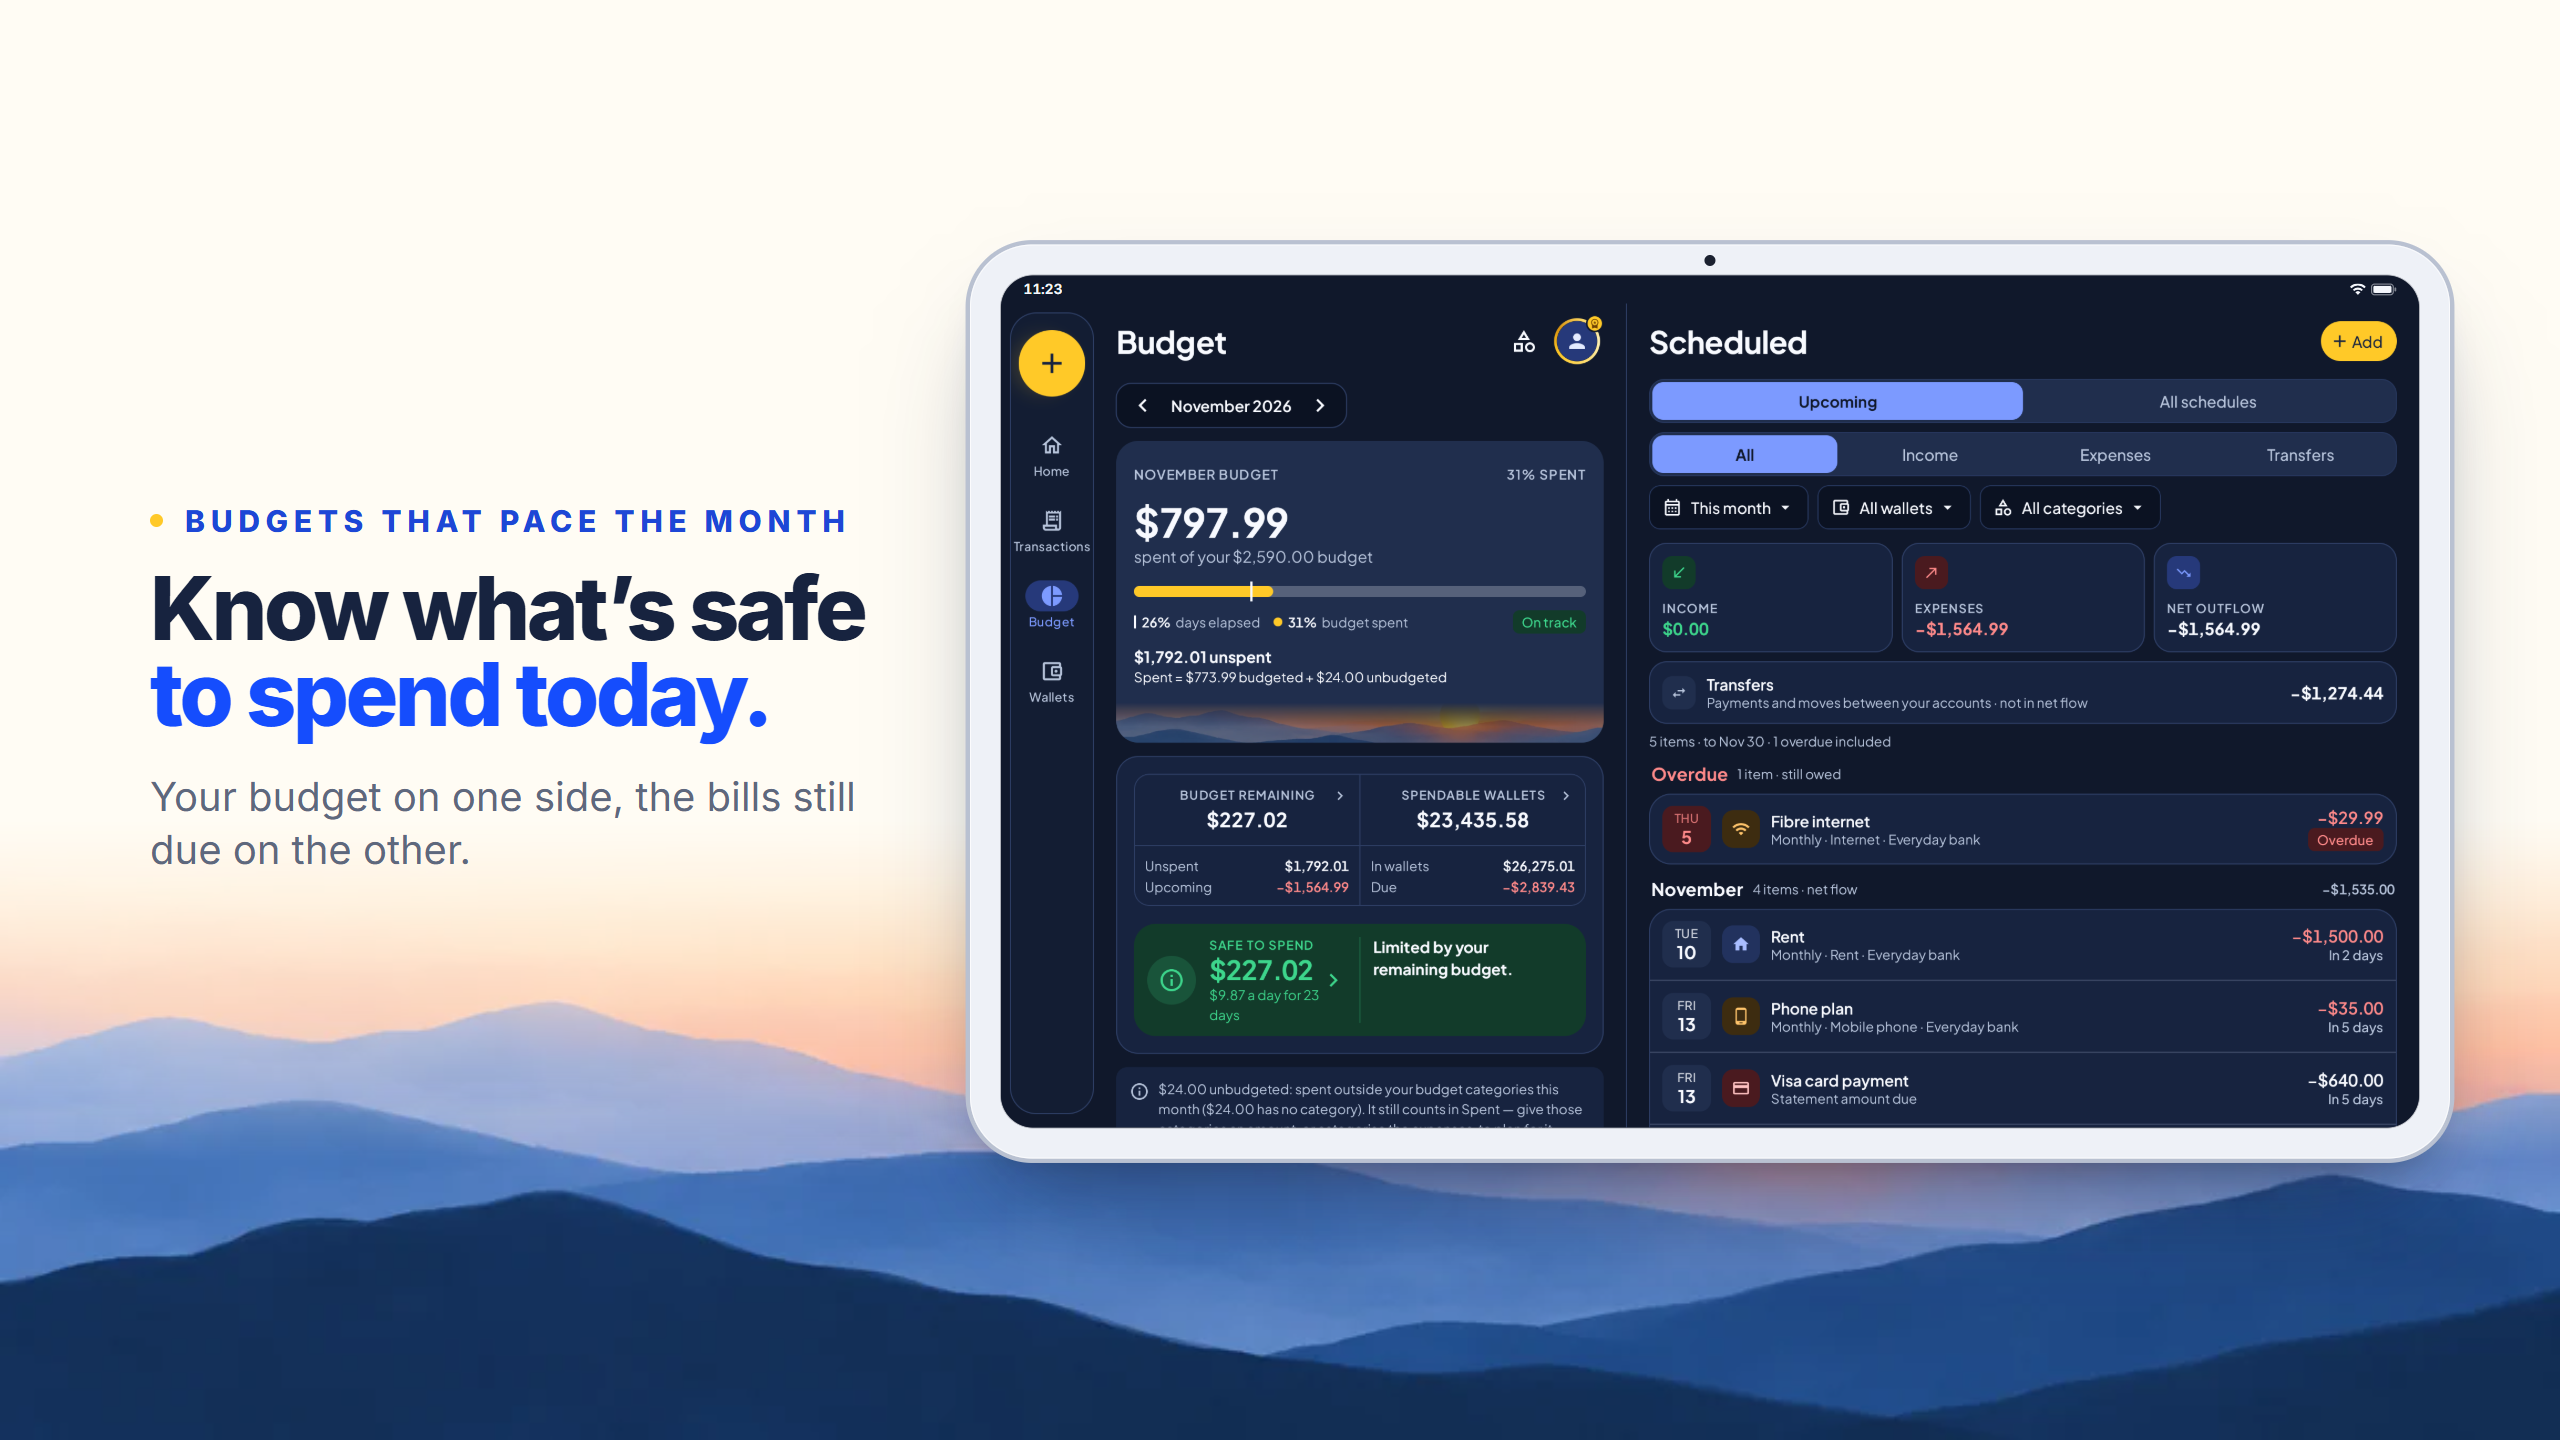 BUDGETS THAT PACE THE MONTH
Know what’s safe
to spend today.
Your budget on one side, the bills still
due on the other.
11:23
Home
Transactions
Budget
Wallets
Budget
November 2026
NOVEMBER BUDGET
31% SPENT
$797.99
spent of your $2,590.00 budget
26% days elapsed
31% budget spent
On track
$1,792.01 unspent
Spent = $773.99 budgeted + $24.00 unbudgeted
BUDGET REMAINING
$227.02
SPENDABLE WALLETS
$23,435.58
Unspent $1,792.01
Upcoming -$1,564.99
In wallets $26,275.01
Due -$2,839.43
SAFE TO SPEND
$227.02
$9.87 a day for 23
days
Limited by your
remaining budget.
$24.00 unbudgeted: spent outside your budget categories this
month ($24.00 has no category). It still counts in Spent — give those
Scheduled
+ Add
Upcoming
All schedules
All
Income
Expenses
Transfers
This month
All wallets
All categories
INCOME
$0.00
EXPENSES
-$1,564.99
NET OUTFLOW
-$1,564.99
Transfers
Payments and moves between your accounts · not in net flow
-$1,274.44
5 items · to Nov 30 · 1 overdue included
Overdue 1 item · still owed
THU
5
Fibre internet
Monthly · Internet · Everyday bank
-$29.99
Overdue
November 4 items · net flow
-$1,535.00
TUE
10
Rent
Monthly · Rent · Everyday bank
-$1,500.00
In 2 days
FRI
13
Phone plan
Monthly · Mobile phone · Everyday bank
-$35.00
In 5 days
FRI
13
Visa card payment
Statement amount due
-$640.00
In 5 days